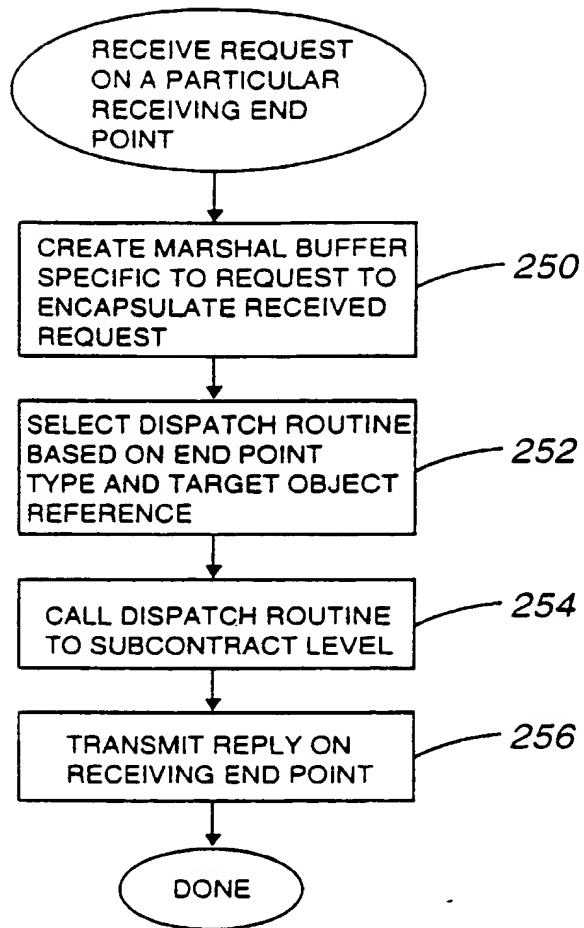 RECEIVE REQUEST
ON A PARTICULAR
RECEIVING END
POINT
CREATE MARSHAL BUFFER
SPECIFIC TO REQUEST TO
ENCAPSULATE RECEIVED
REQUEST
250
SELECT DISPATCH ROUTINE
BASED ON END POINT
TYPE AND TARGET OBJECT
REFERENCE
252
CALL DISPATCH ROUTINE
TO SUBCONTRACT LEVEL
254
TRANSMIT REPLY ON
RECEIVING END POINT
256
DONE